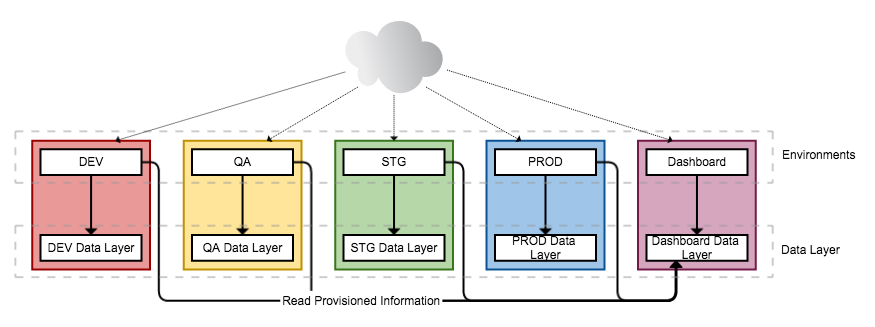 DEV
QA
STG
PROD
Dashboard
Environments
DEV Data Layer
QA Data Layer
STG Data Layer
PROD Data
Layer
Dashboard Data
Layer
Data Layer
Read Provisioned Information